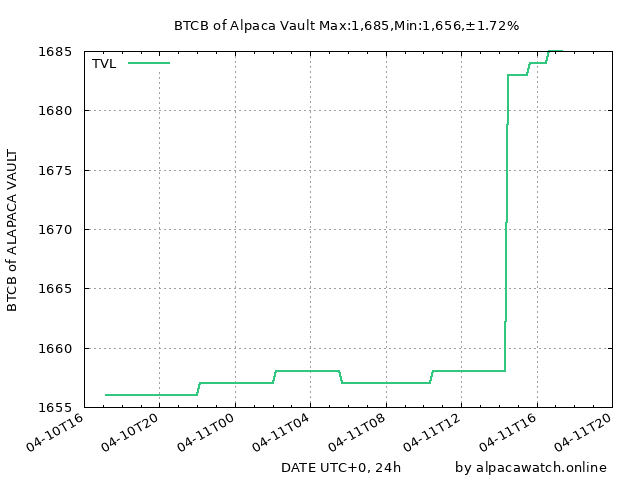 BTCB of Alpaca Vault Max:1,685,Min:1,656,±1.72%
TVL
1685
1680
1675
1670
1665
1660
1655
BTCB of ALAPACA VAULT
04-10T16
04-10T20
04-11T00
04-11T04
04-11T08
04-11T12
04-11T16
04-11T20
DATE UTC+0, 24h
by alpacawatch.online